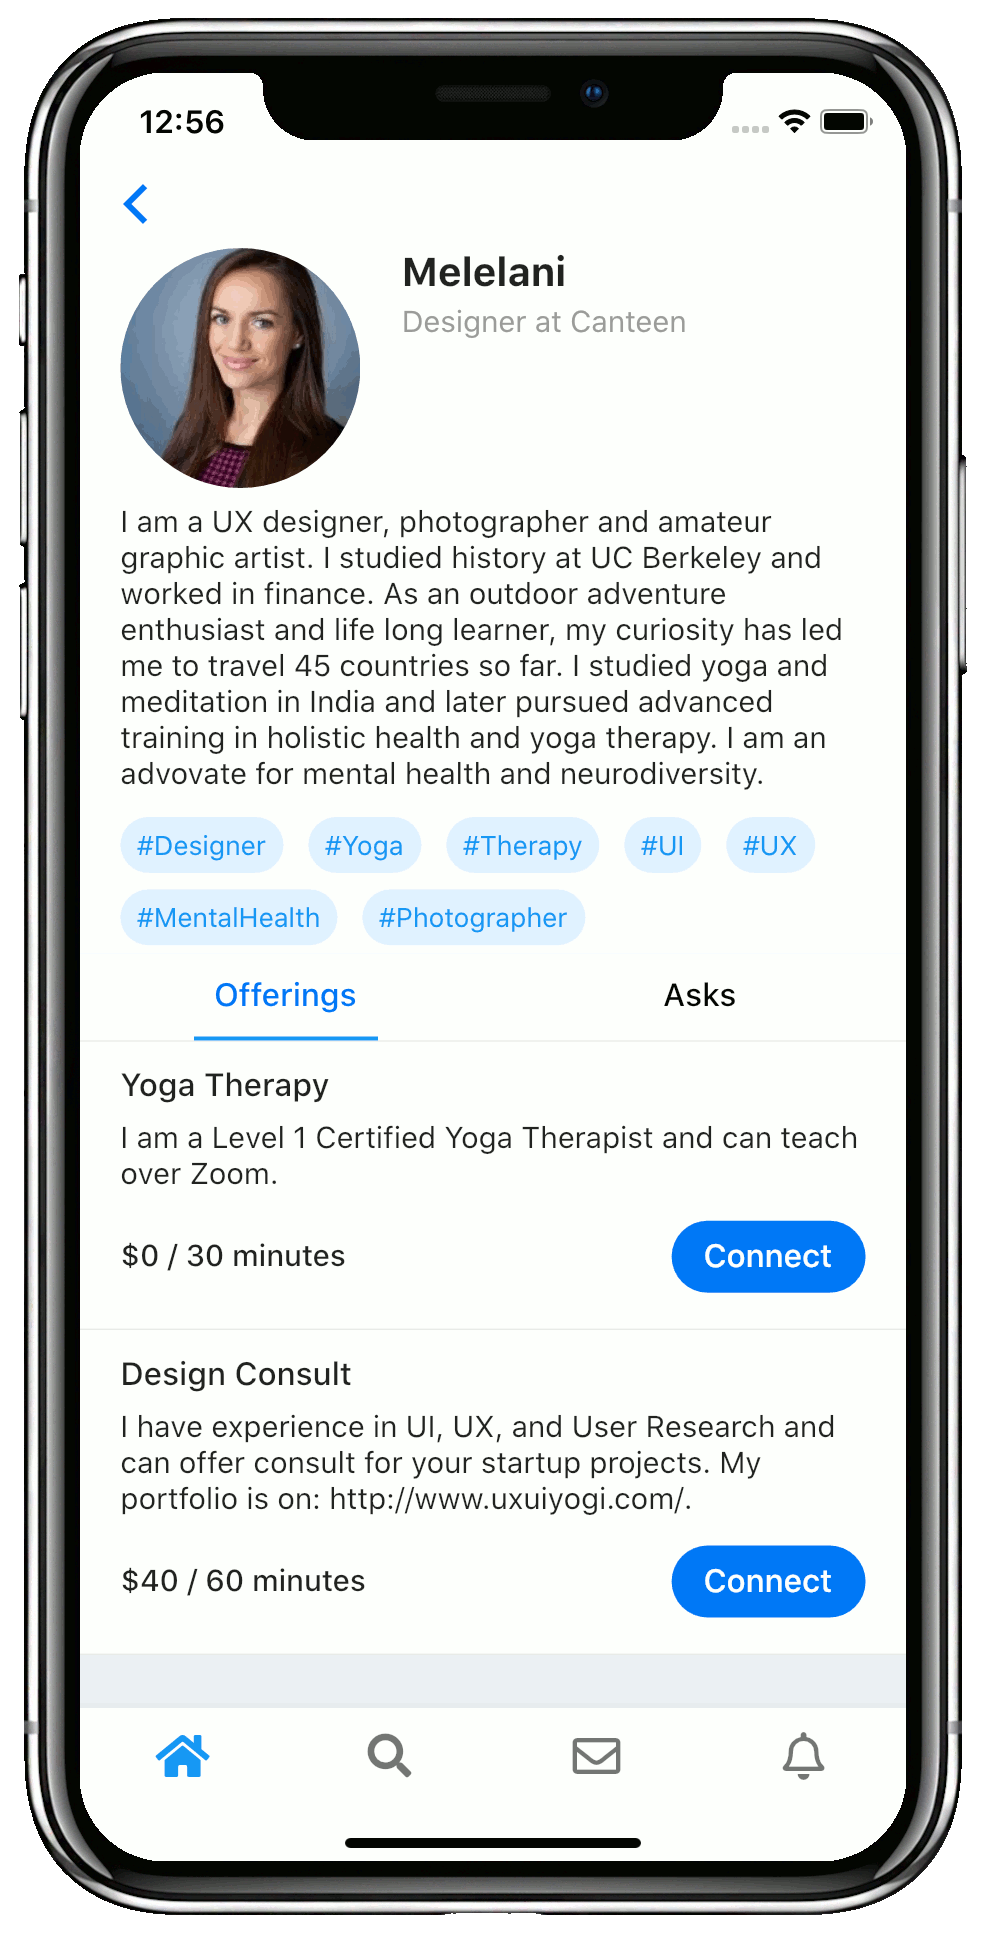 12:56
Melelani
Designer at Canteen
I am a UX designer, photographer and amateur
graphic artist. I studied history at UC Berkeley and
worked in finance. As an outdoor adventure
enthusiast and life long learner, my curiosity has led
me to travel 45 countries so far. I studied yoga and
meditation in India and later pursued advanced
training in holistic health and yoga therapy. I am an
advovate for mental health and neurodiversity.
#Designer #Yoga #Therapy #UI #UX
#MentalHealth #Photographer
Offerings Asks
Yoga Therapy
I am a Level 1 Certified Yoga Therapist and can teach
over Zoom.
$0 / 30 minutes Connect
Design Consult
I have experience in UI, UX, and User Research and
can offer consult for your startup projects. My
portfolio is on: http://www.uxuiyogi.com/.
$40 / 60 minutes Connect